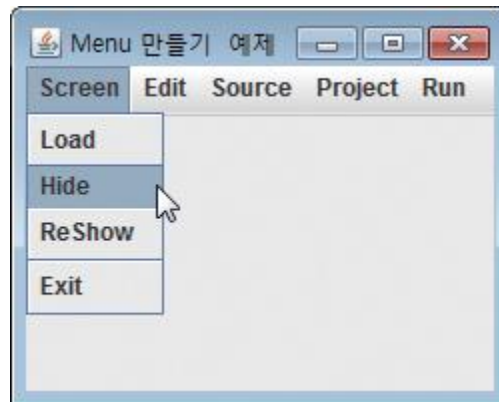 Menu 만들기 예제
Screen Edit Source Project Run
Load
Hide
ReShow
Exit